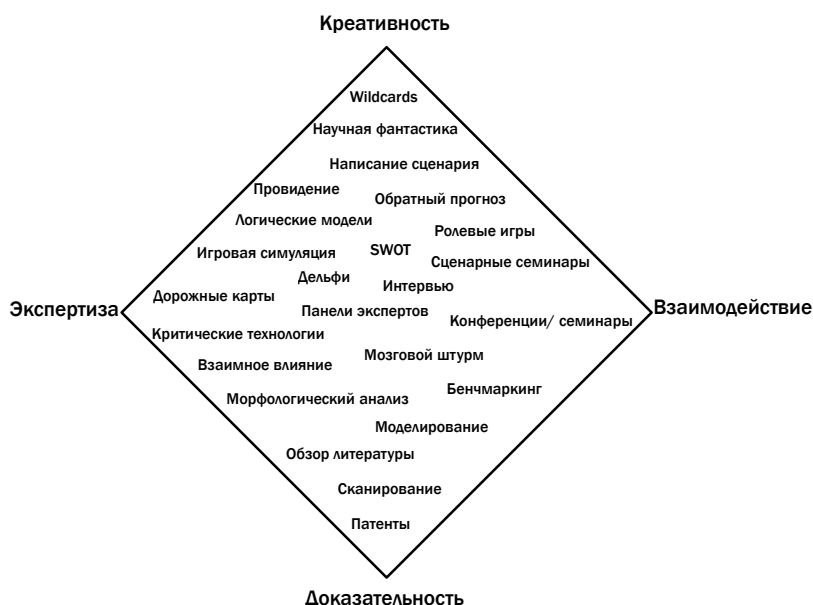 Креативность
Wildcards
Научная фантастика
Написание сценария
Провидение
Обратный прогноз
Логические модели
Ролевые игры
Игровая симуляция
SWOT
Сценарные семинары
Дельфи
Интервью
Дорожные карты
Экспертиза
Панели экспертов
Взаимодействие
Конференции/ семинары
Критические технологии
Мозговой штурм
Взаимное влияние
Бенчмаркинг
Морфологический анализ
Моделирование
Обзор литературы
Сканирование
Патенты
Доказательность